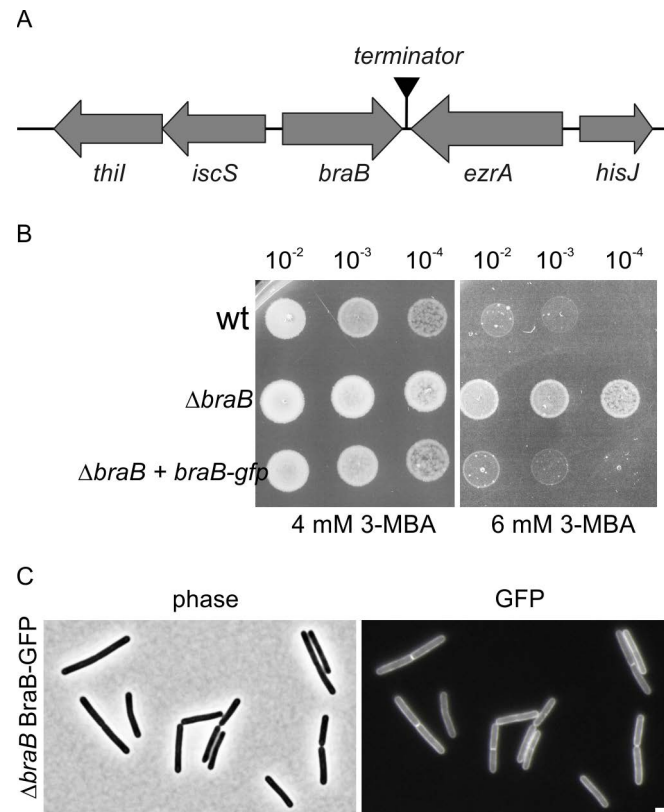 A
terminator
thiI iscS braB ezrA hisJ
B
10-2 10-3 10-4 10-2 10-3 10-4
wt
ΔbraB
ΔbraB + braB-gfp
4 mM 3-MBA 6 mM 3-MBA
C
phase GFP
ΔbraB BraB-GFP